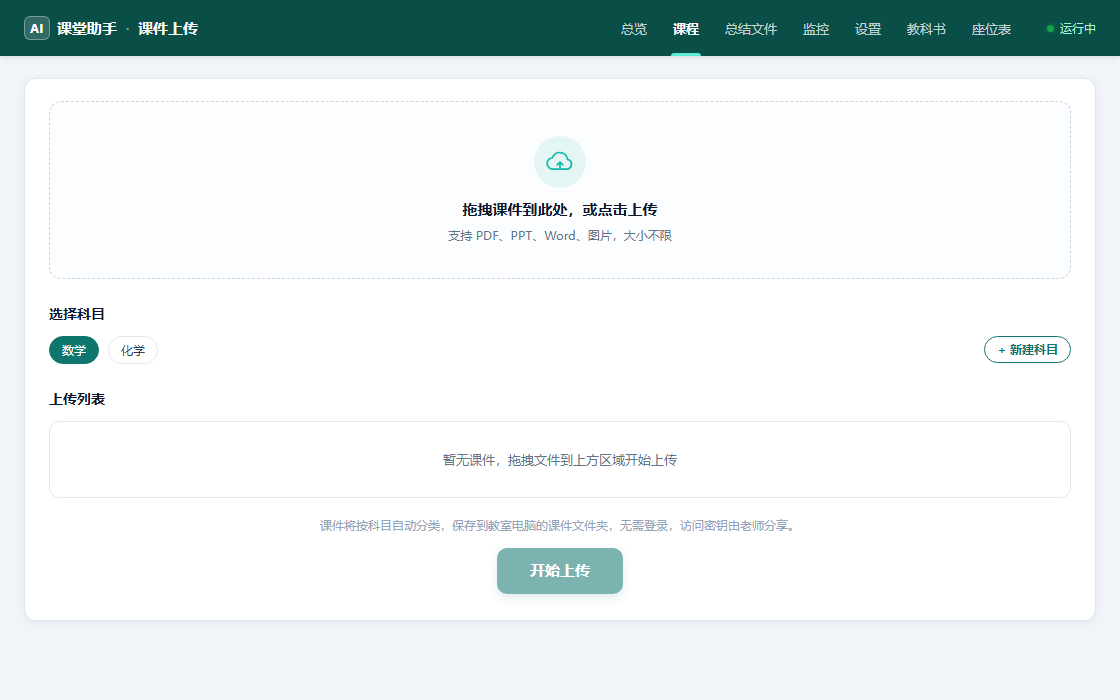 AI 课堂助手 · 课件上传
总览 课程 总结文件 监控 设置 教科书 座位表 运行中
拖拽课件到此处，或点击上传
支持 PDF、PPT、Word、图片，大小不限
选择科目
数学 化学 + 新建科目
上传列表
暂无课件，拖拽文件到上方区域开始上传
课件将按科目自动分类，保存到教室电脑的课件文件夹，无需登录，访问密钥由老师分享。
开始上传